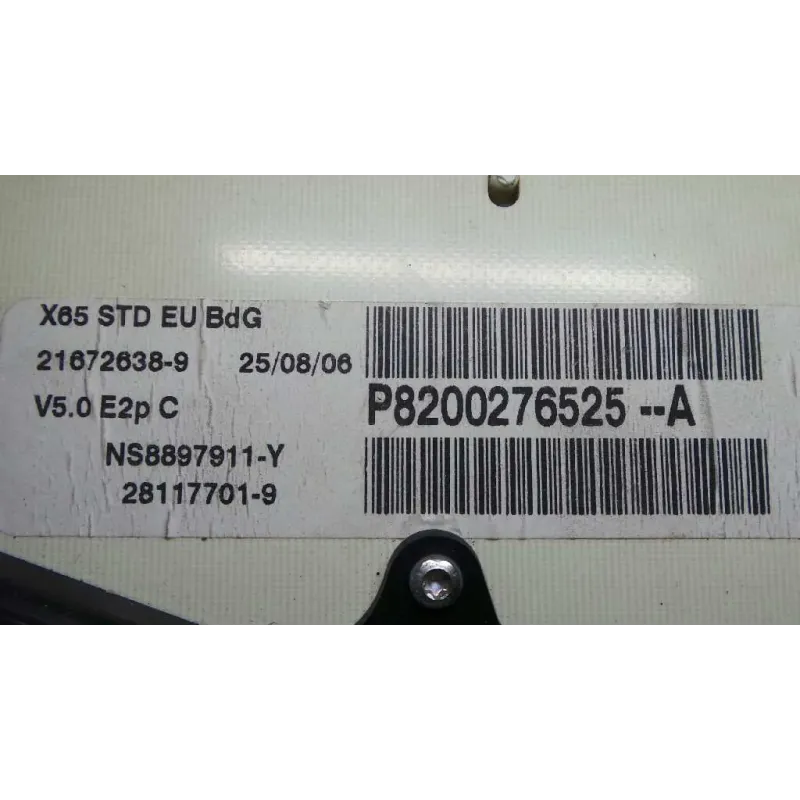 X65 STD EU BdG
21672638-9 25/08/06
V5.0 E2p C
P8200276525 --A
NS8897911-Y
28117701-9